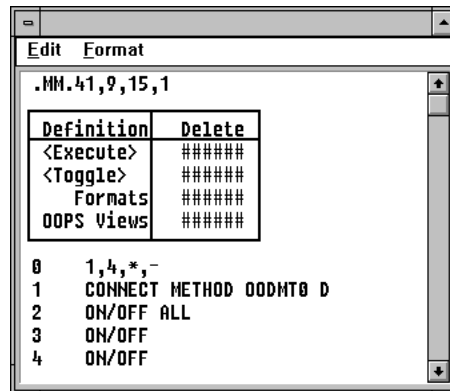 Edit Format
.MM.41,9,15,1
Definition Delete
<Execute> ######
<Toggle> ######
Formats ######
OOPS Views ######
0 1,4,*,-
1 CONNECT METHOD OODMT0 D
2 ON/OFF ALL
3 ON/OFF
4 ON/OFF